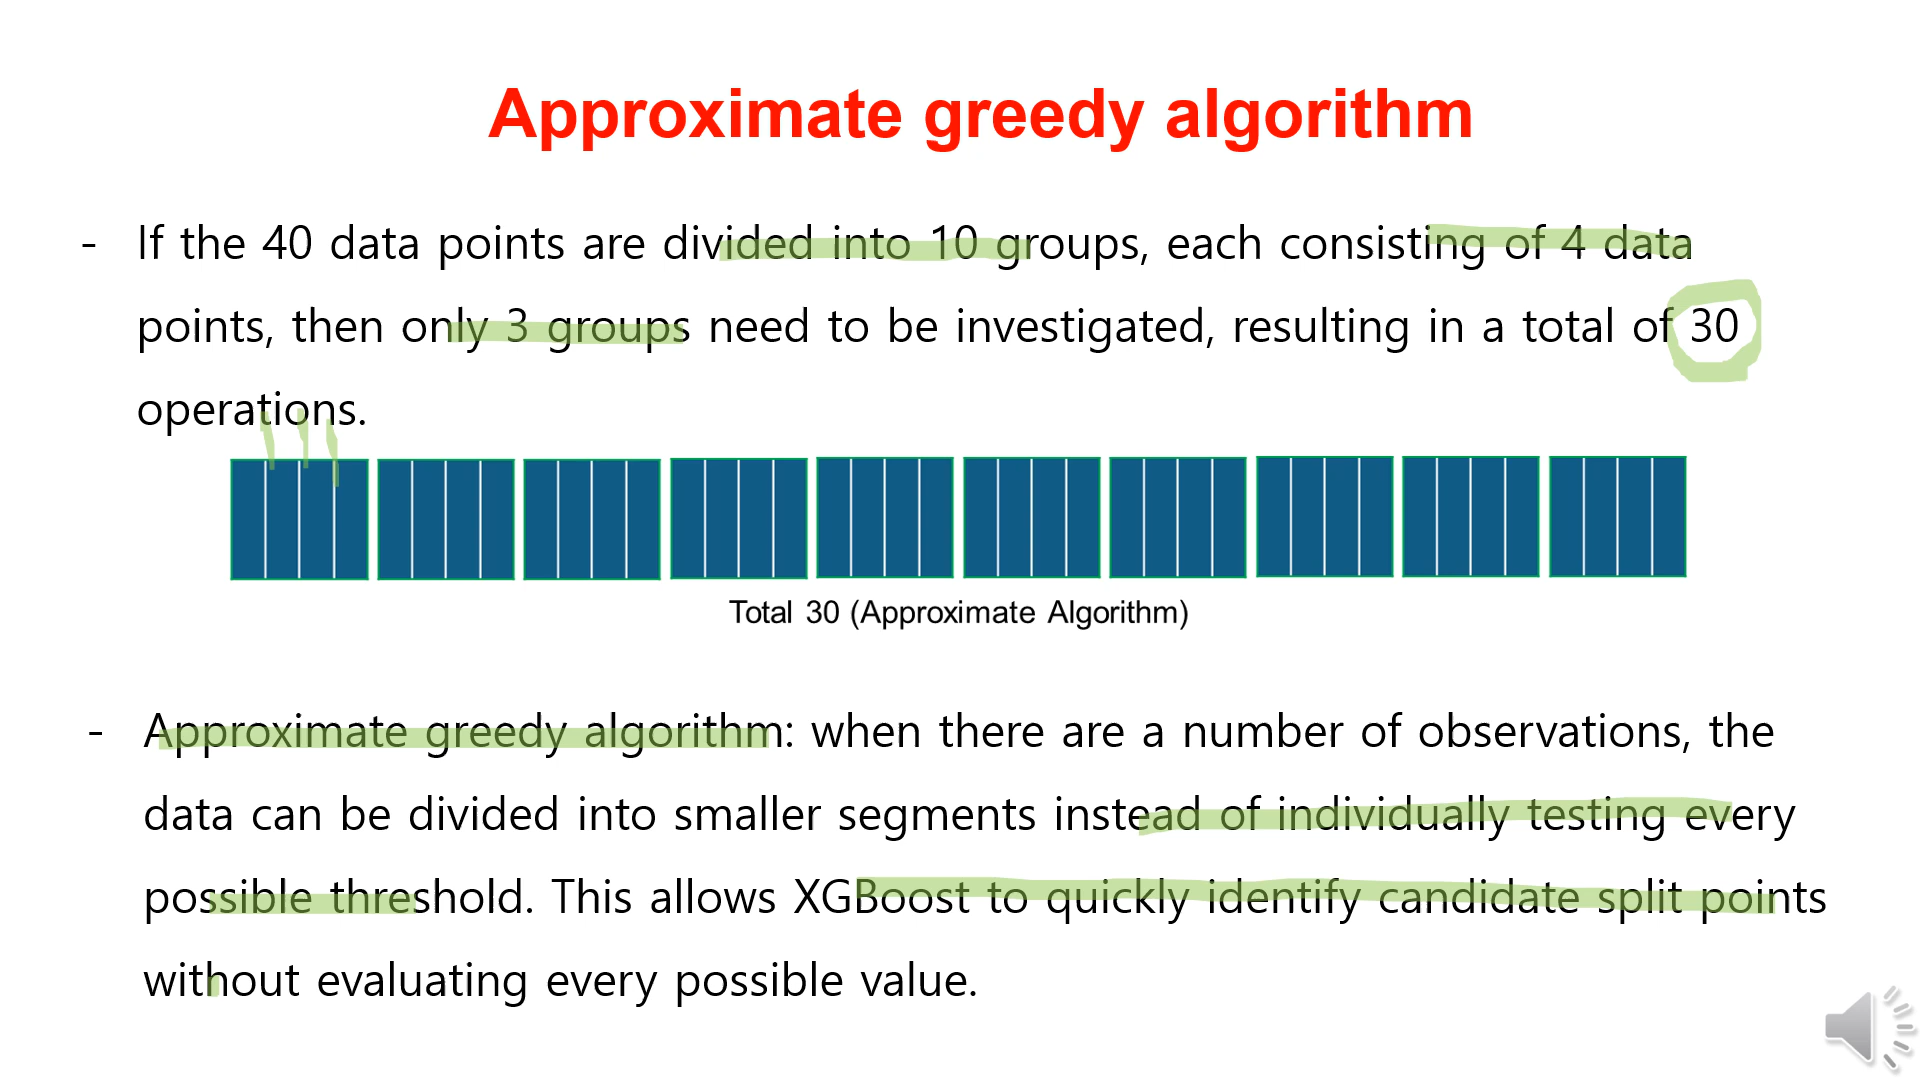 Approximate greedy algorithm
- If the 40 data points are divided into 10 groups, each consisting of 4 data
points, then only 3 groups need to be investigated, resulting in a total of 30
operations.
Total 30 (Approximate Algorithm)
- Approximate greedy algorithm: when there are a number of observations, the
data can be divided into smaller segments instead of individually testing every
possible threshold. This allows XGBoost to quickly identify candidate split points
without evaluating every possible value.